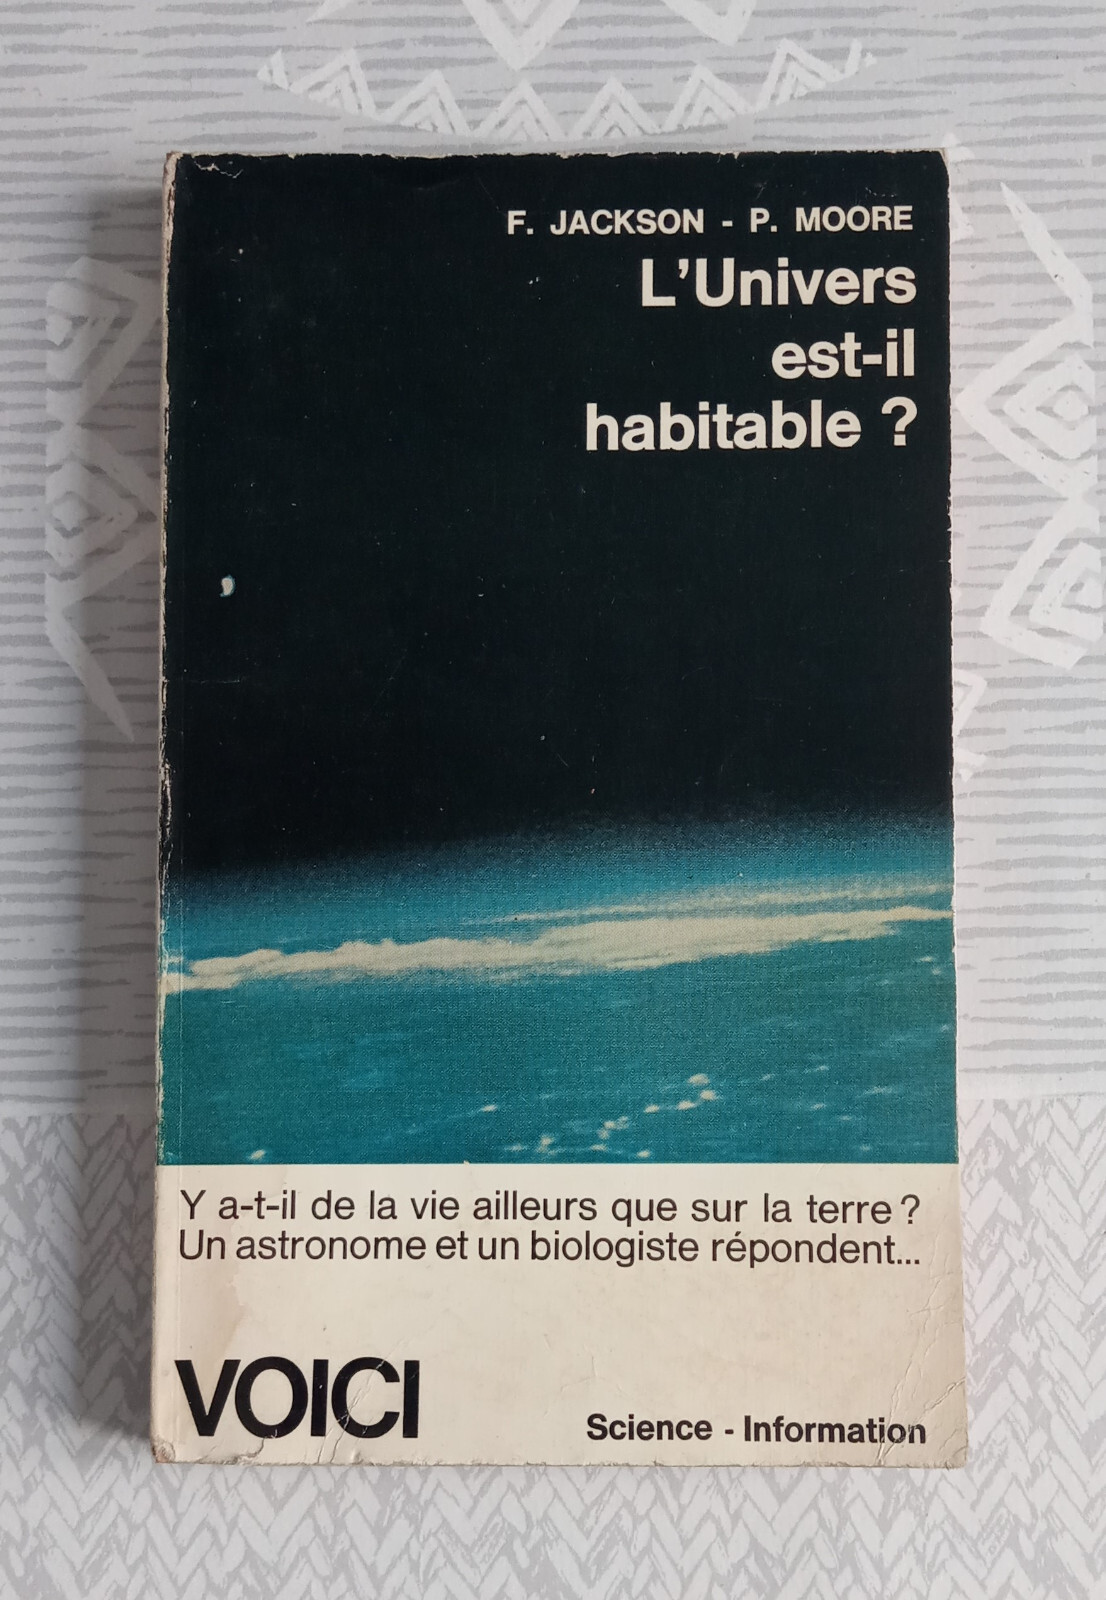 F. JACKSON - P. MOORE
L'Univers
est-il
habitable ?
Y a-t-il de la vie ailleurs que sur la terre ?
Un astronome et un biologiste répondent...
VOICI
Science - Information